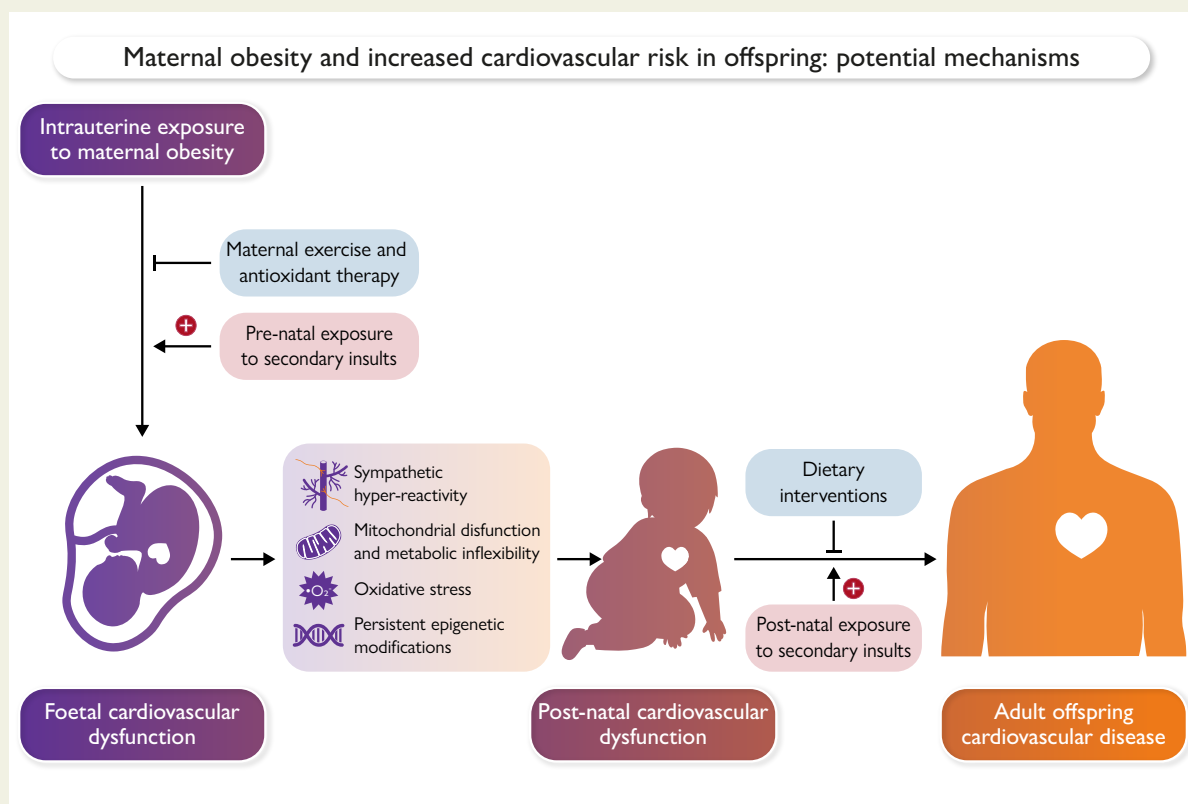 Maternal obesity and increased cardiovascular risk in offspring: potential mechanisms
Intrauterine exposure
to maternal obesity
Maternal exercise and
antioxidant therapy
Pre-natal exposure
to secondary insults
Sympathetic
hyper-reactivity
Mitochondrial disfunction
and metabolic inflexibility
O₂
Oxidative stress
Persistent epigenetic
modifications
Dietary
interventions
Post-natal exposure
to secondary insults
Foetal cardiovascular
dysfunction
Post-natal cardiovascular
dysfunction
Adult offspring
cardiovascular disease